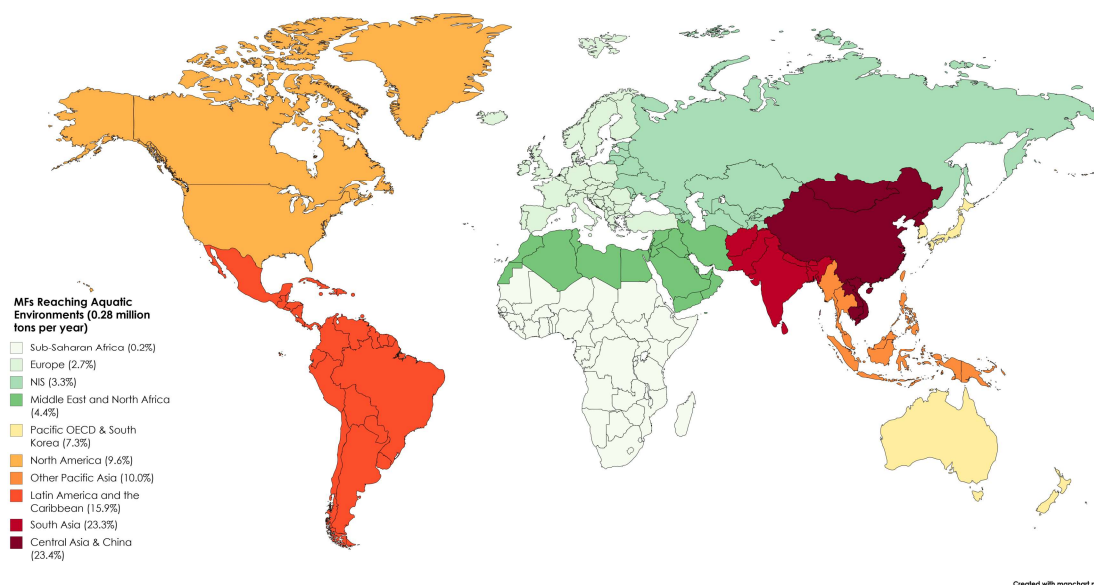 MFs Reaching Aquatic
Environments (0.28 million
tons per year)
Sub-Saharan Africa (0.2%)
Europe (2.7%)
NIS (3.3%)
Middle East and North Africa
(4.4%)
Pacific OECD & South
Korea (7.3%)
North America (9.6%)
Other Pacific Asia (10.0%)
Latin America and the
Caribbean (15.9%)
South Asia (23.3%)
Central Asia & China
(23.4%)
Created with mapchart